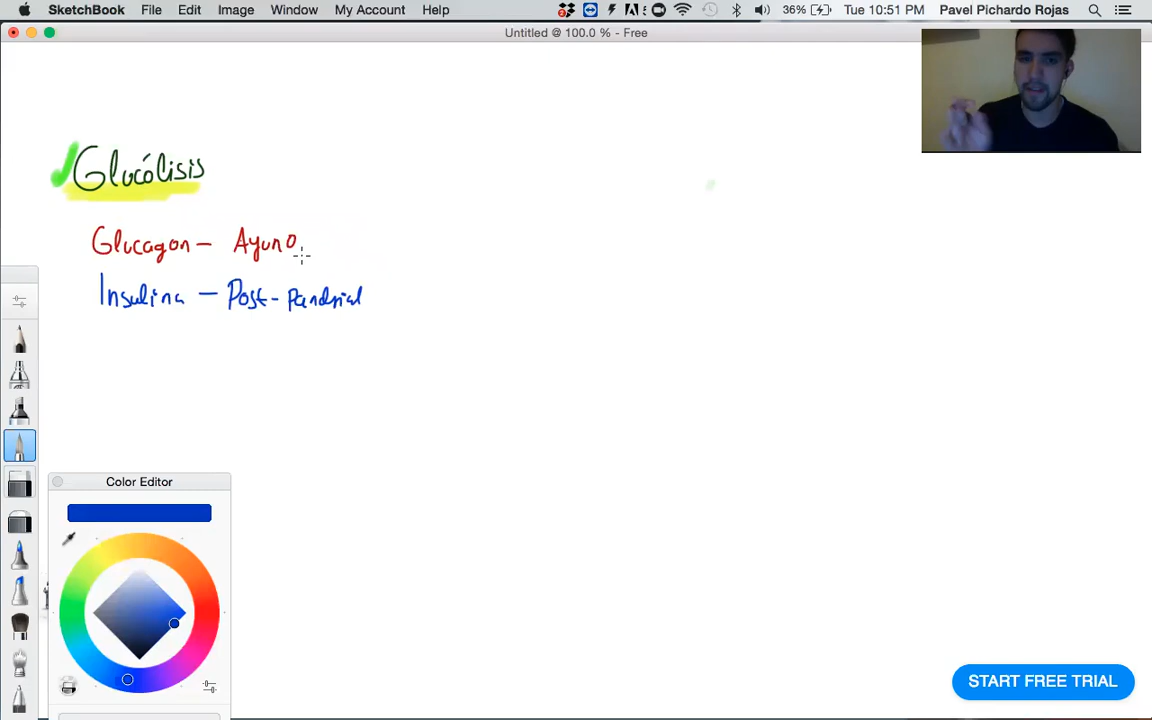 SketchBook File Edit Image Window My Account Help 36% Tue 10:51 PM Pavel Pichardo Rojas
Untitled @ 100.0 % - Free
Glucólisis
Glucagon - Ayuno
Insulina - Post-pandrial
Color Editor
START FREE TRIAL